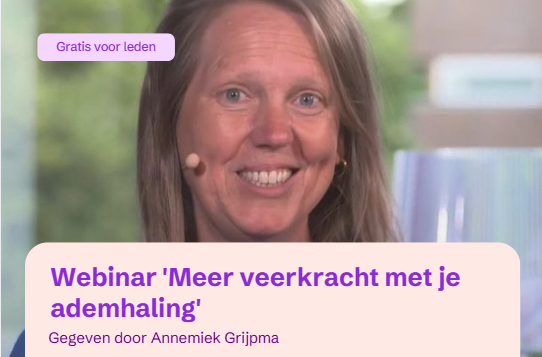 Gratis voor leden
Webinar 'Meer veerkracht met je
ademhaling'
Gegeven door Annemiek Grijpma